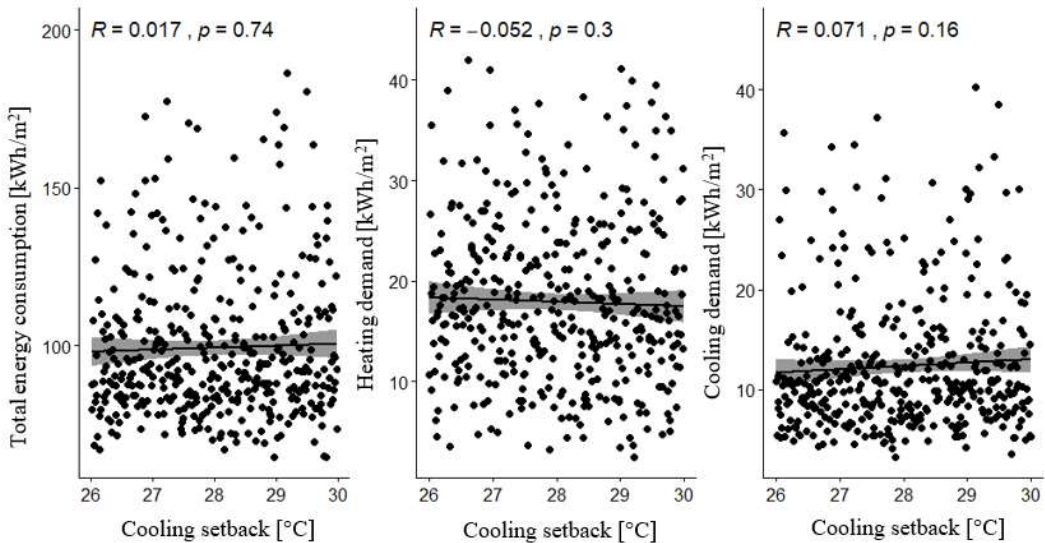 R = 0.017 , p = 0.74
Total energy consumption [kWh/m²]
200
150
100
26 27 28 29 30
Cooling setback [°C]
R = −0.052 , p = 0.3
Heating demand [kWh/m²]
40
30
20
10
26 27 28 29 30
Cooling setback [°C]
R = 0.071 , p = 0.16
Cooling demand [kWh/m²]
40
30
20
10
26 27 28 29 30
Cooling setback [°C]